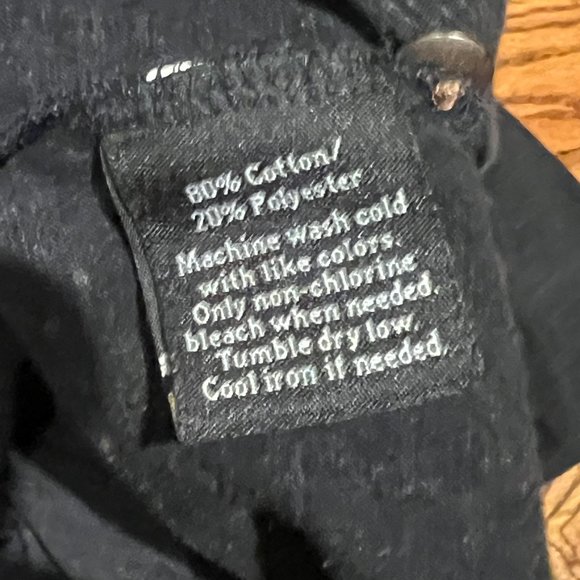 80% Cotton/
20% Polyester
Machine wash cold
with like colors.
Only non-chlorine
bleach when needed.
Tumble dry low.
Cool iron if needed.